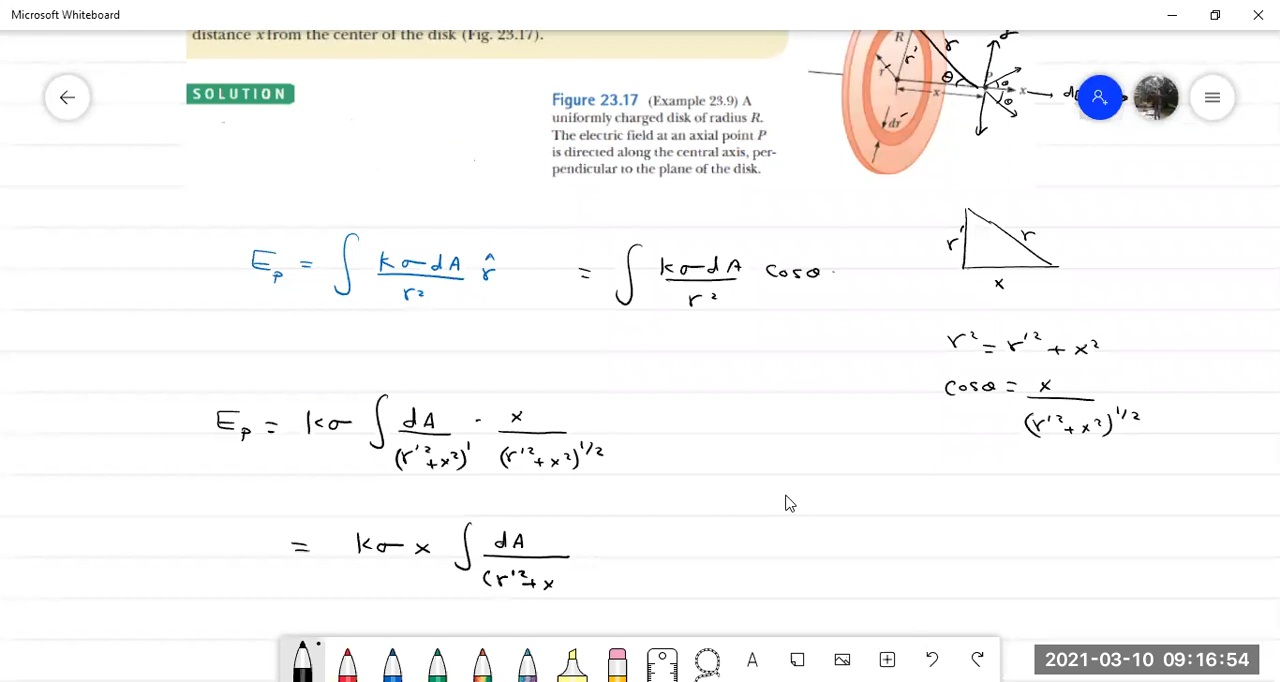 Microsoft Whiteboard
distance x from the center of the disk (Fig. 23.17).
SOLUTION
Figure 23.17 (Example 23.9) A
uniformly charged disk of radius R.
The electric field at an axial point P
is directed along the central axis, per-
pendicular to the plane of the disk.
R
r'
r
r
θ
x
P
θ
θ
x
dr'
r'
r
x
E_p = ∫ kσdA/r² r̂ = ∫ kσdA/r² cosθ
r² = r'² + x²
cosθ = x/(r'² + x²)^1/2
E_p = kσ ∫ dA/(r'² + x²)^1 · x/(r'² + x²)^1/2
= kσ x ∫ dA/(r'² + x
A
2021-03-10 09:16:54